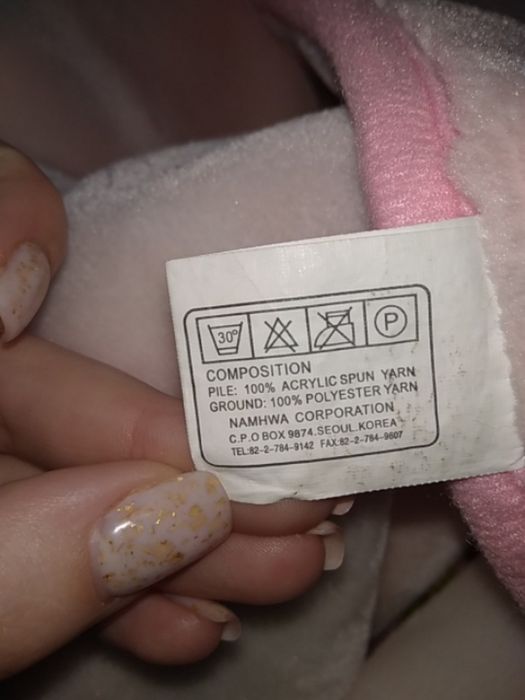 30° P
COMPOSITION
PILE: 100% ACRYLIC SPUN YARN
GROUND: 100% POLYESTER YARN
NAMHWA CORPORATION
C.P.O BOX 9874. SEOUL. KOREA
TEL:82-2-784-9142 FAX:82-2-784-9607